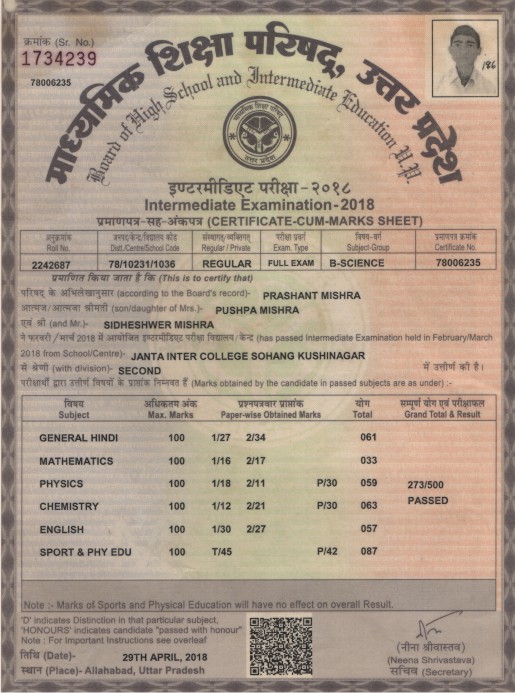 क्रमांक (Sr. No.)
1734239
78006235
186
माध्यमिक शिक्षा परिषद्, उत्तर प्रदेश
Board of High School and Intermediate Education U.P.
माध्यमिक शिक्षा परिषद्
उत्तर प्रदेश
इण्टरमीडिएट परीक्षा-२०१८
Intermediate Examination-2018
प्रमाणपत्र-सह-अंकपत्र (CERTIFICATE-CUM-MARKS SHEET)
अनुक्रमांक जनपद/केन्द्र/विद्यालय कोड संस्थागत/व्यक्तिगत परीक्षा प्रवर्ग विषय-वर्ग प्रमाणपत्र क्रमांक
Roll No. Distt./Centre/School Code Regular / Private Exam. Type Subject-Group Certificate No.
2242687 78/10231/1036 REGULAR FULL EXAM B-SCIENCE 78006235
प्रमाणित किया जाता है कि (This is to certify that)
परिषद के अभिलेखानुसार (according to the Board's record)- PRASHANT MISHRA
आत्मज/आत्मजा श्रीमती (son/daughter of Mrs.)- PUSHPA MISHRA
एवं श्री (and Mr.)- SIDHESHWER MISHRA
ने फरवरी/मार्च 2018 में आयोजित इण्टरमीडिएट परीक्षा विद्यालय/केन्द्र (has passed Intermediate Examination held in February/March
2018 from School/Centre)- JANTA INTER COLLEGE SOHANG KUSHINAGAR
से श्रेणी (with division)- SECOND में उत्तीर्ण की है।
परीक्षार्थी द्वारा उत्तीर्ण विषयों के प्राप्तांक निम्नवत हैं (Marks obtained by the candidate in passed subjects are as under) :-
विषय अधिकतम अंक प्रश्नपत्रवार प्राप्तांक योग सम्पूर्ण योग एवं परीक्षाफल
Subject Max. Marks Paper-wise Obtained Marks Total Grand Total & Result
GENERAL HINDI 100 1/27 2/34 061
MATHEMATICS 100 1/16 2/17 033
PHYSICS 100 1/18 2/11 P/30 059 273/500
CHEMISTRY 100 1/12 2/21 P/30 063 PASSED
ENGLISH 100 1/30 2/27 057
SPORT & PHY EDU 100 T/45 P/42 087
Note :- Marks of Sports and Physical Education will have no effect on overall Result.
'D' indicates Distinction in that particular subject,
'HONOURS' indicates candidate "passed with honour"
Note : For important Instructions see overleaf
तिथि (Date)- 29TH APRIL, 2018
स्थान (Place)- Allahabad, Uttar Pradesh
(नीना श्रीवास्तव)
(Neena Shrivastava)
सचिव (Secretary)